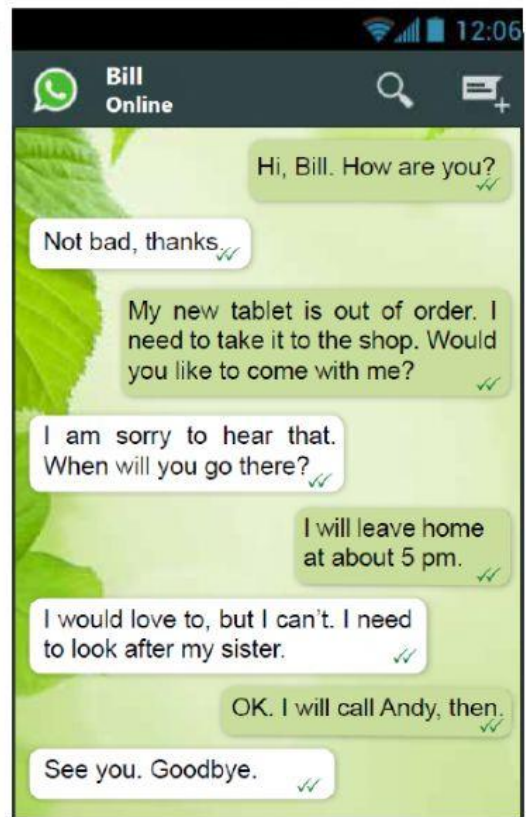 12:06
Bill
Online
Hi, Bill. How are you?
Not bad, thanks.
My new tablet is out of order. I
need to take it to the shop. Would
you like to come with me?
I am sorry to hear that.
When will you go there?
I will leave home
at about 5 pm.
I would love to, but I can't. I need
to look after my sister.
OK. I will call Andy, then.
See you. Goodbye.